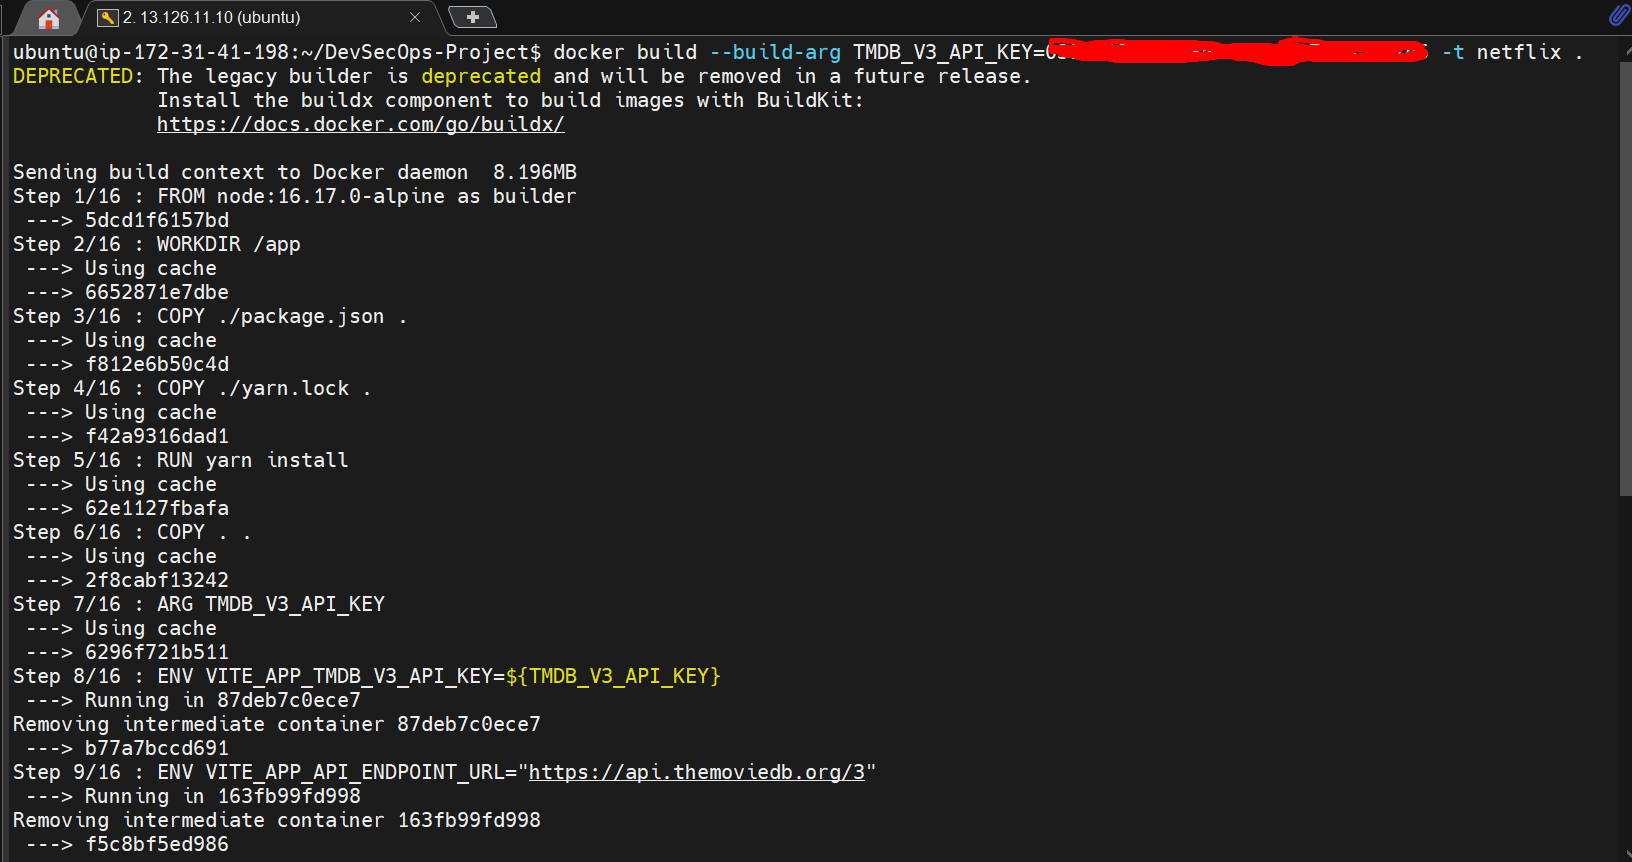 2. 13.126.11.10 (ubuntu)
ubuntu@ip-172-31-41-198:~/DevSecOps-Project$ docker build --build-arg TMDB_V3_API_KEY= -t netflix .
DEPRECATED: The legacy builder is deprecated and will be removed in a future release.
Install the buildx component to build images with BuildKit:
https://docs.docker.com/go/buildx/
Sending build context to Docker daemon 8.196MB
Step 1/16 : FROM node:16.17.0-alpine as builder
---> 5dcd1f6157bd
Step 2/16 : WORKDIR /app
---> Using cache
---> 6652871e7dbe
Step 3/16 : COPY ./package.json .
---> Using cache
---> f812e6b50c4d
Step 4/16 : COPY ./yarn.lock .
---> Using cache
---> f42a9316dad1
Step 5/16 : RUN yarn install
---> Using cache
---> 62e1127fbafa
Step 6/16 : COPY . .
---> Using cache
---> 2f8cabf13242
Step 7/16 : ARG TMDB_V3_API_KEY
---> Using cache
---> 6296f721b511
Step 8/16 : ENV VITE_APP_TMDB_V3_API_KEY=${TMDB_V3_API_KEY}
---> Running in 87deb7c0ece7
Removing intermediate container 87deb7c0ece7
---> b77a7bccd691
Step 9/16 : ENV VITE_APP_API_ENDPOINT_URL="https://api.themoviedb.org/3"
---> Running in 163fb99fd998
Removing intermediate container 163fb99fd998
---> f5c8bf5ed986